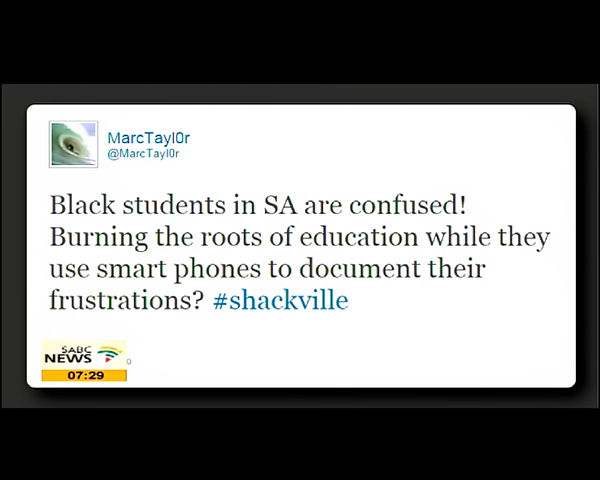 MarcTayl0r
@MarcTayl0r
Black students in SA are confused!
Burning the roots of education while they
use smart phones to document their
frustrations? #shackville
SABC
NEWS
0
07:29